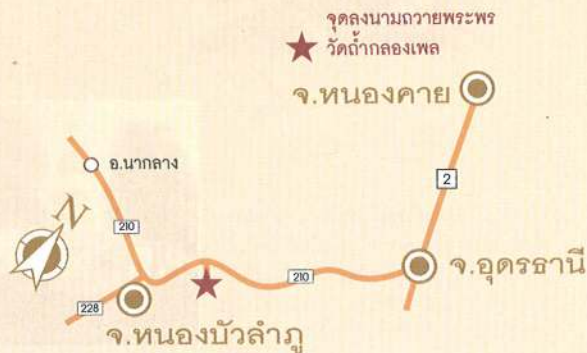 จุดลงนามถวายพระพร
วัดถ้ำกลองเพล
จ.หนองคาย
อ.นากลาง
2
N
210
210
จ.อุดรธานี
228
จ.หนองบัวลำภู